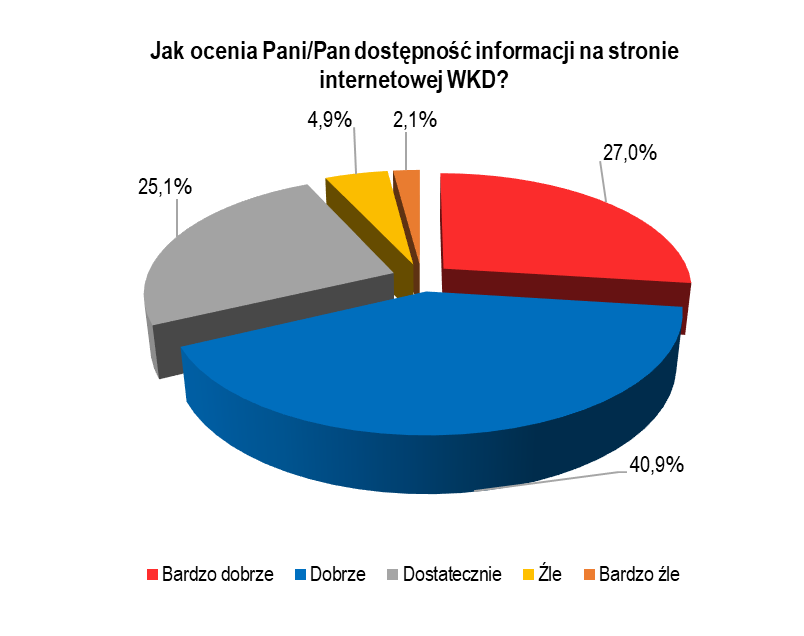 Jak ocenia Pani/Pan dostępność informacji na stronie
internetowej WKD?
4,9%
2,1%
27,0%
25,1%
40,9%
Bardzo dobrze
Dobrze
Dostatecznie
Źle
Bardzo źle